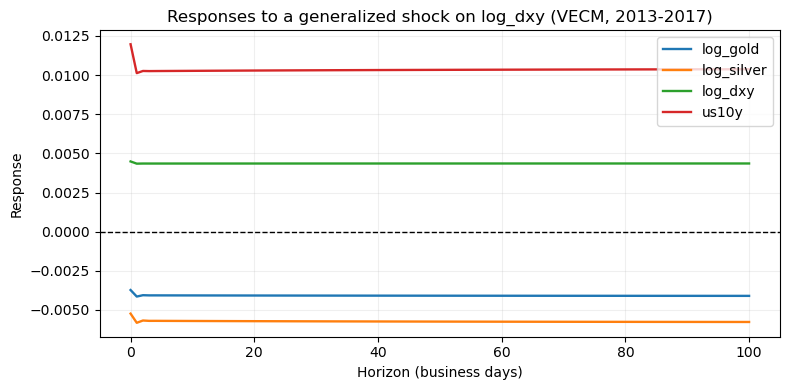 Responses to a generalized shock on log_dxy (VECM, 2013-2017)
0.0125
0.0100
0.0075
0.0050
0.0025
0.0000
−0.0025
−0.0050
Response
log_gold
log_silver
log_dxy
us10y
0 20 40 60 80 100
Horizon (business days)